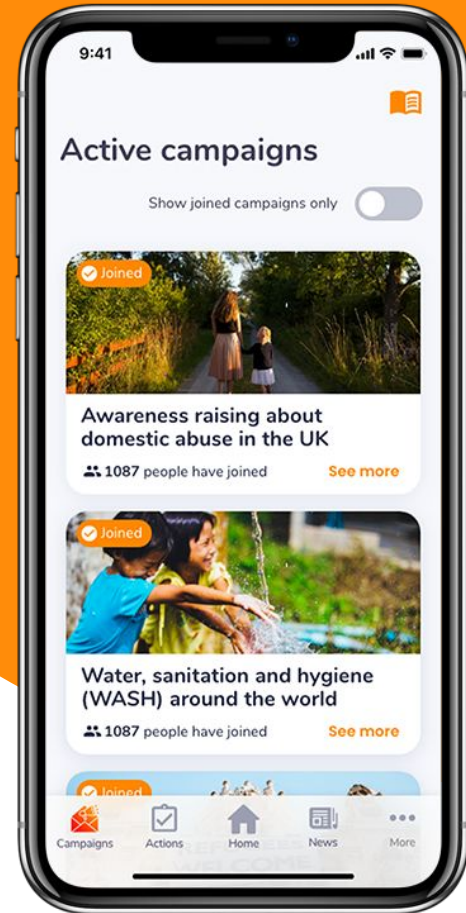 9:41
Active campaigns
Show joined campaigns only
Joined
Awareness raising about
domestic abuse in the UK
1087 people have joined
See more
Joined
Water, sanitation and hygiene
(WASH) around the world
1087 people have joined
See more
Joined
REFUGEES
WELCOME
Campaigns
Actions
Home
News
More